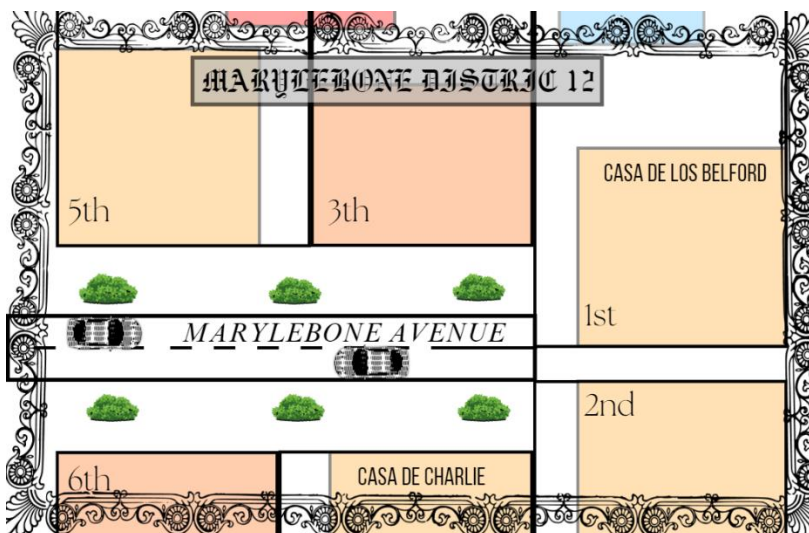 MARYLEBONE DISTRIC 12
CASA DE LOS BELFORD
5th
3th
1st
MARYLEBONE AVENUE
2nd
6th
CASA DE CHARLIE